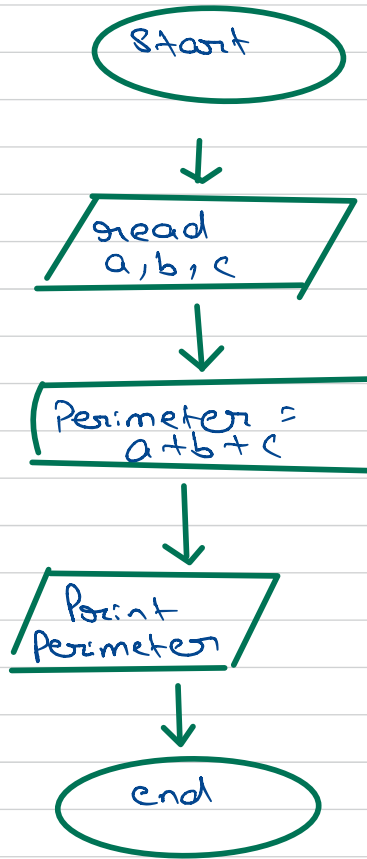 Start
read
a, b, c
Perimeter =
a+b+c
Print
Perimeter
end